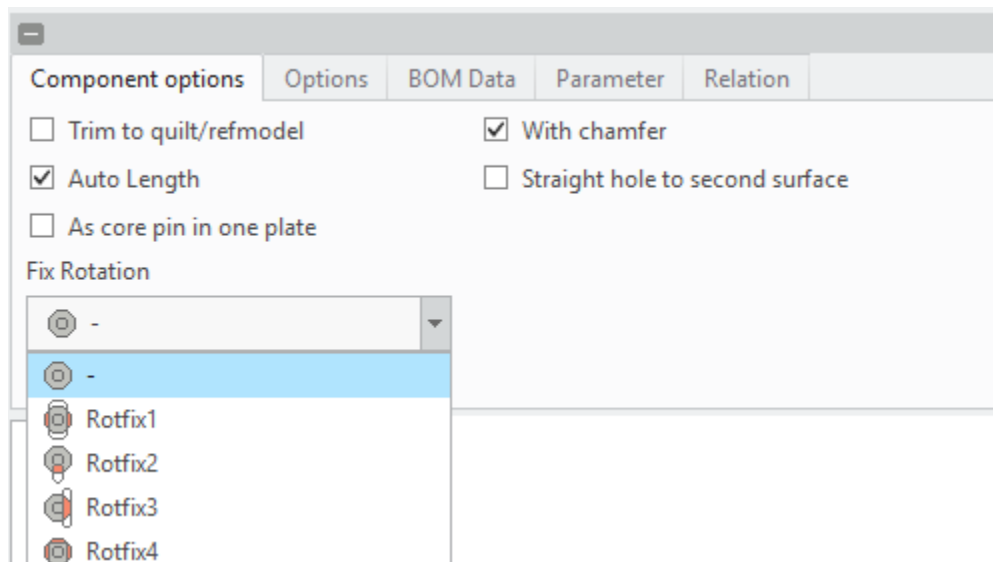 Component options Options BOM Data Parameter Relation
Trim to quilt/refmodel With chamfer
Auto Length Straight hole to second surface
As core pin in one plate
Fix Rotation
-
-
Rotfix1
Rotfix2
Rotfix3
Rotfix4